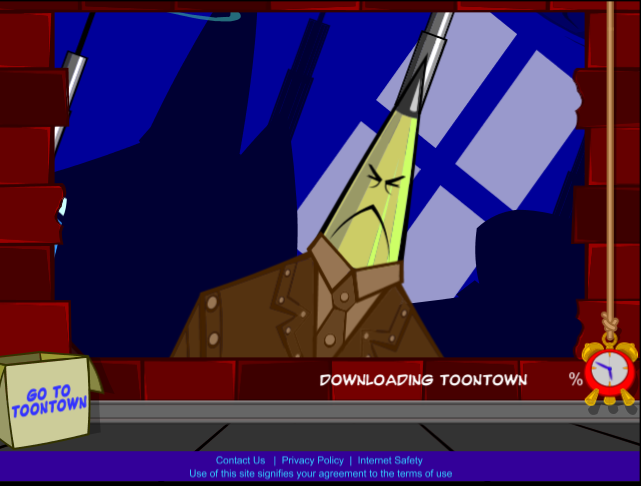 DOWNLOADING TOONTOWN %
GO TO
TOONTOWN
Contact Us | Privacy Policy | Internet Safety
Use of this site signifies your agreement to the terms of use